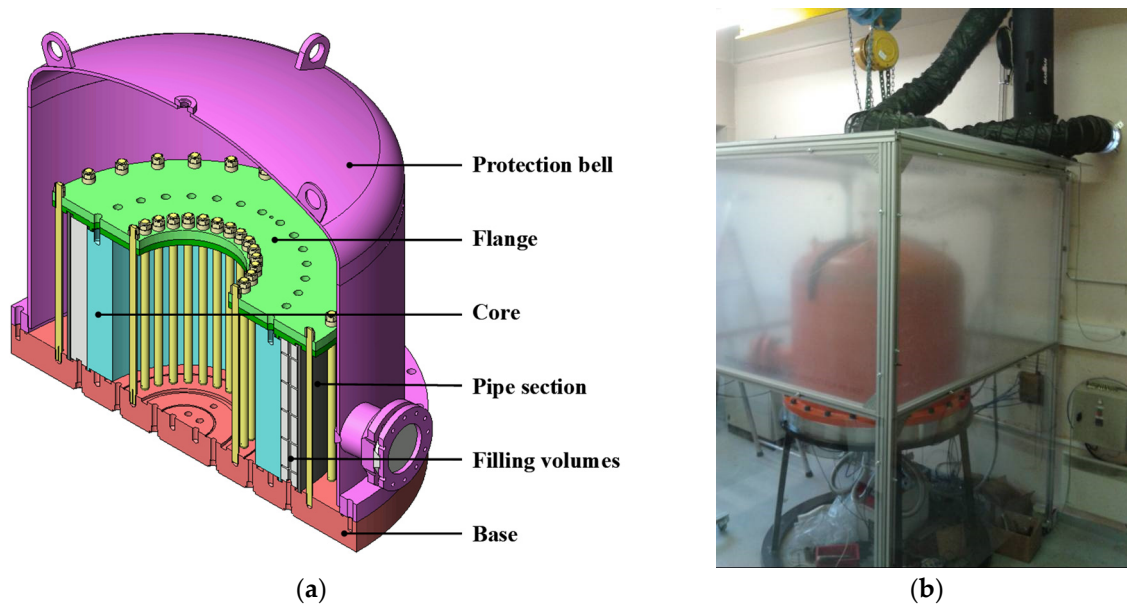 Protection bell
Flange
Core
Pipe section
Filling volumes
Base
(a)
(b)